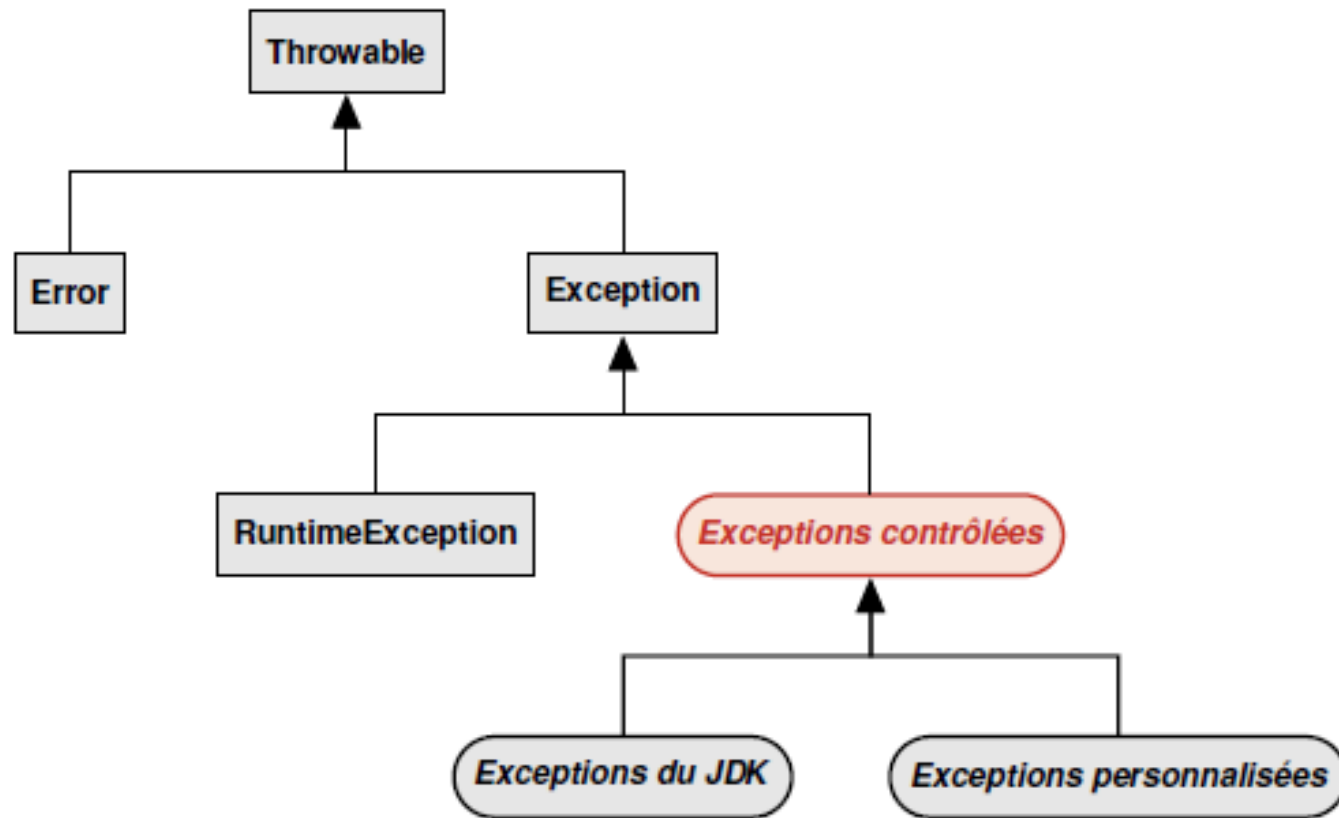 Throwable
Error
Exception
RuntimeException
Exceptions contrôlées
Exceptions du JDK
Exceptions personnalisées